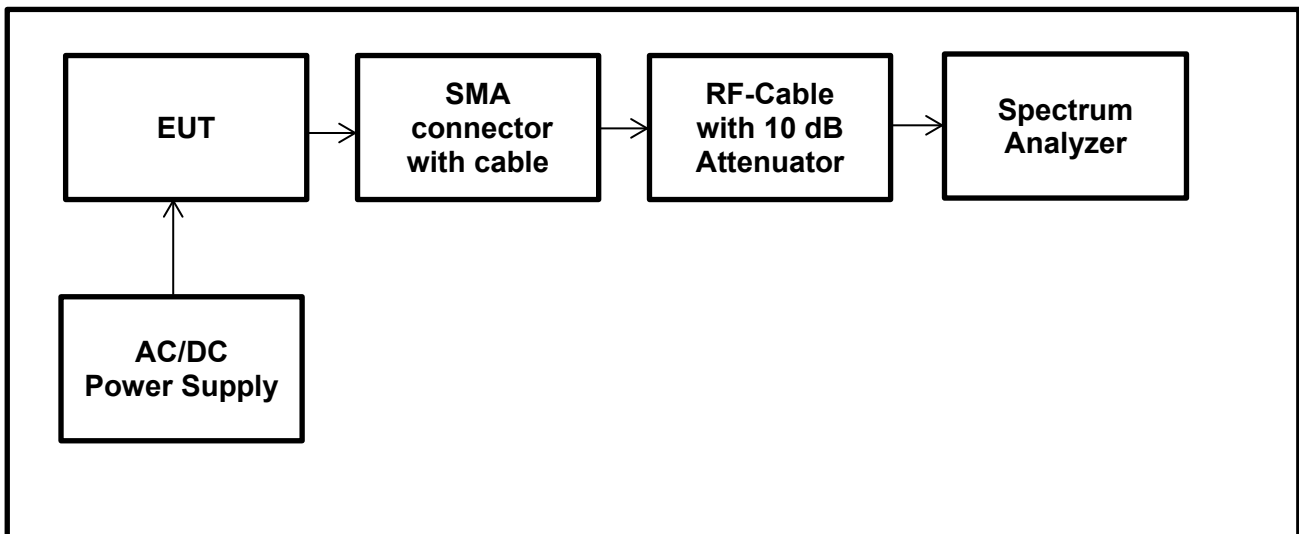 EUT
SMA
connector
with cable
RF-Cable
with 10 dB
Attenuator
Spectrum
Analyzer
AC/DC
Power Supply